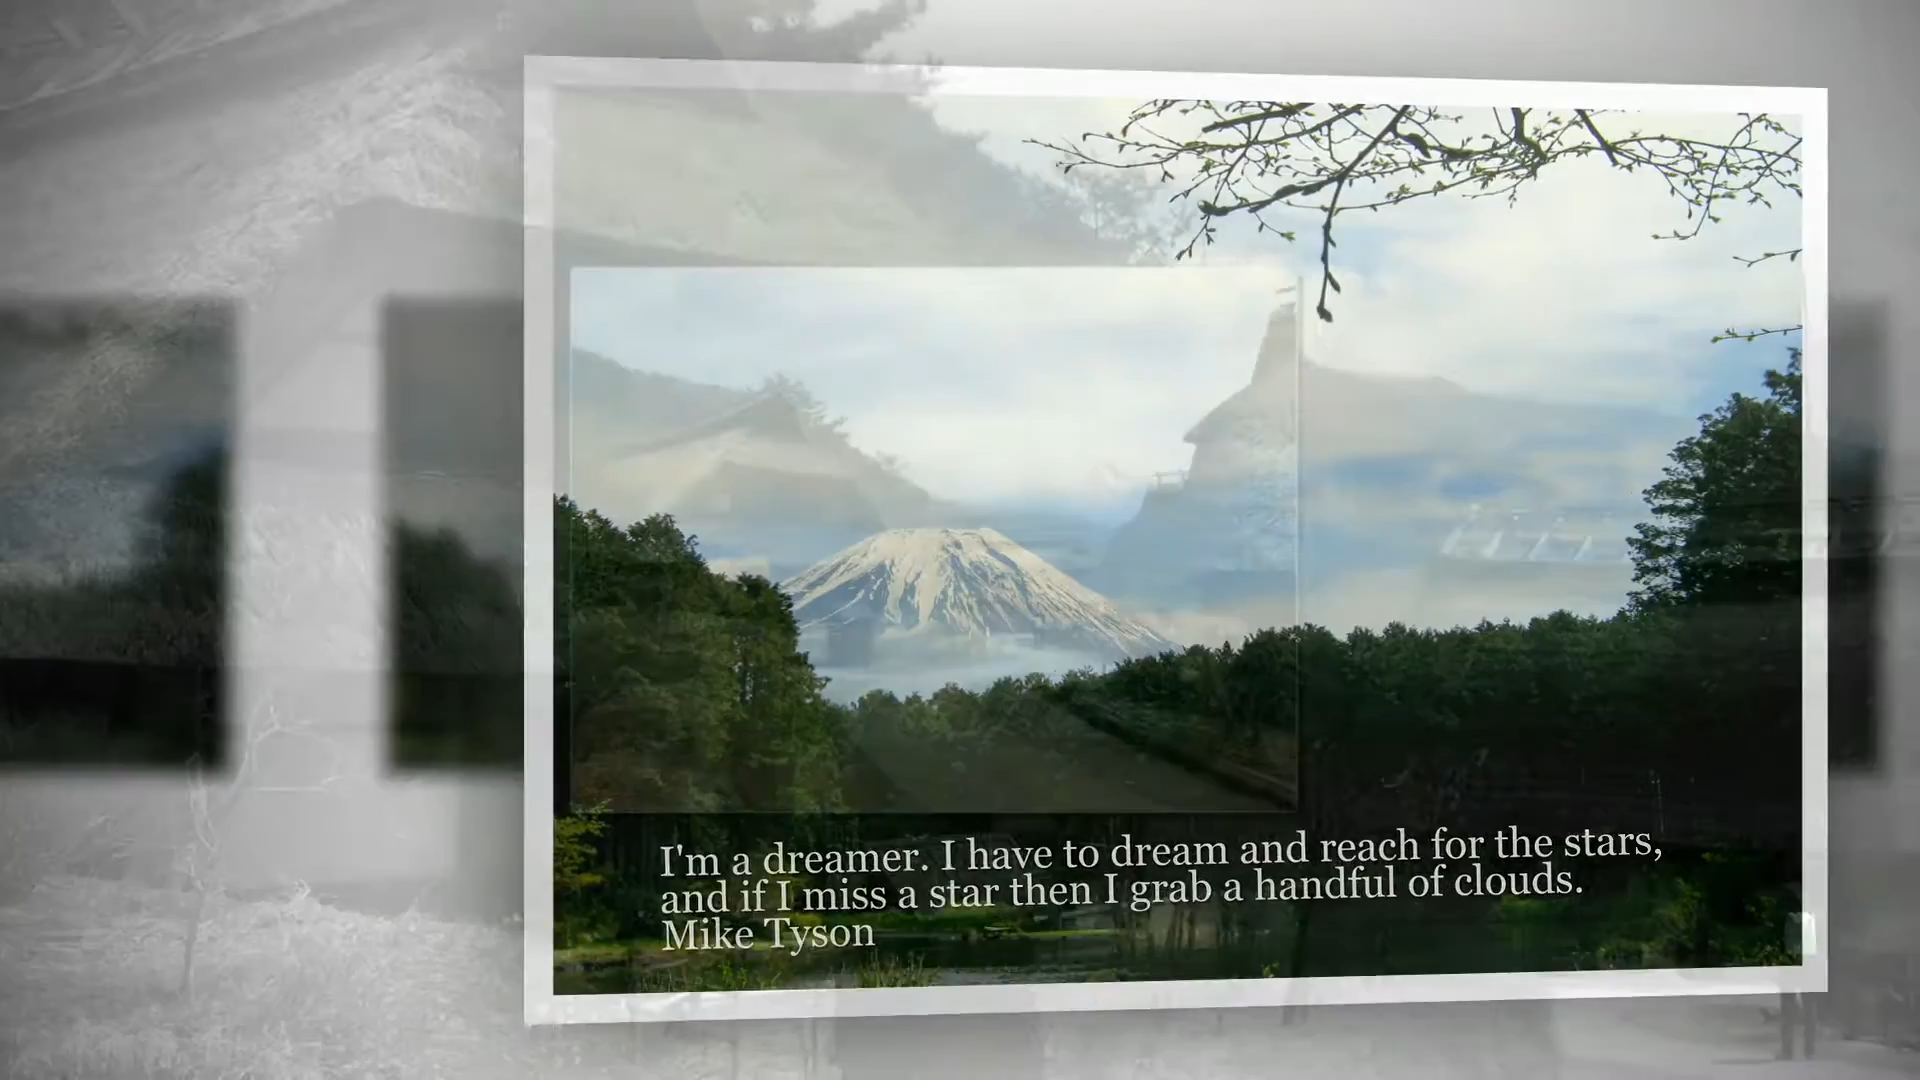 I'm a dreamer. I have to dream and reach for the stars,
and if I miss a star then I grab a handful of clouds.
Mike Tyson